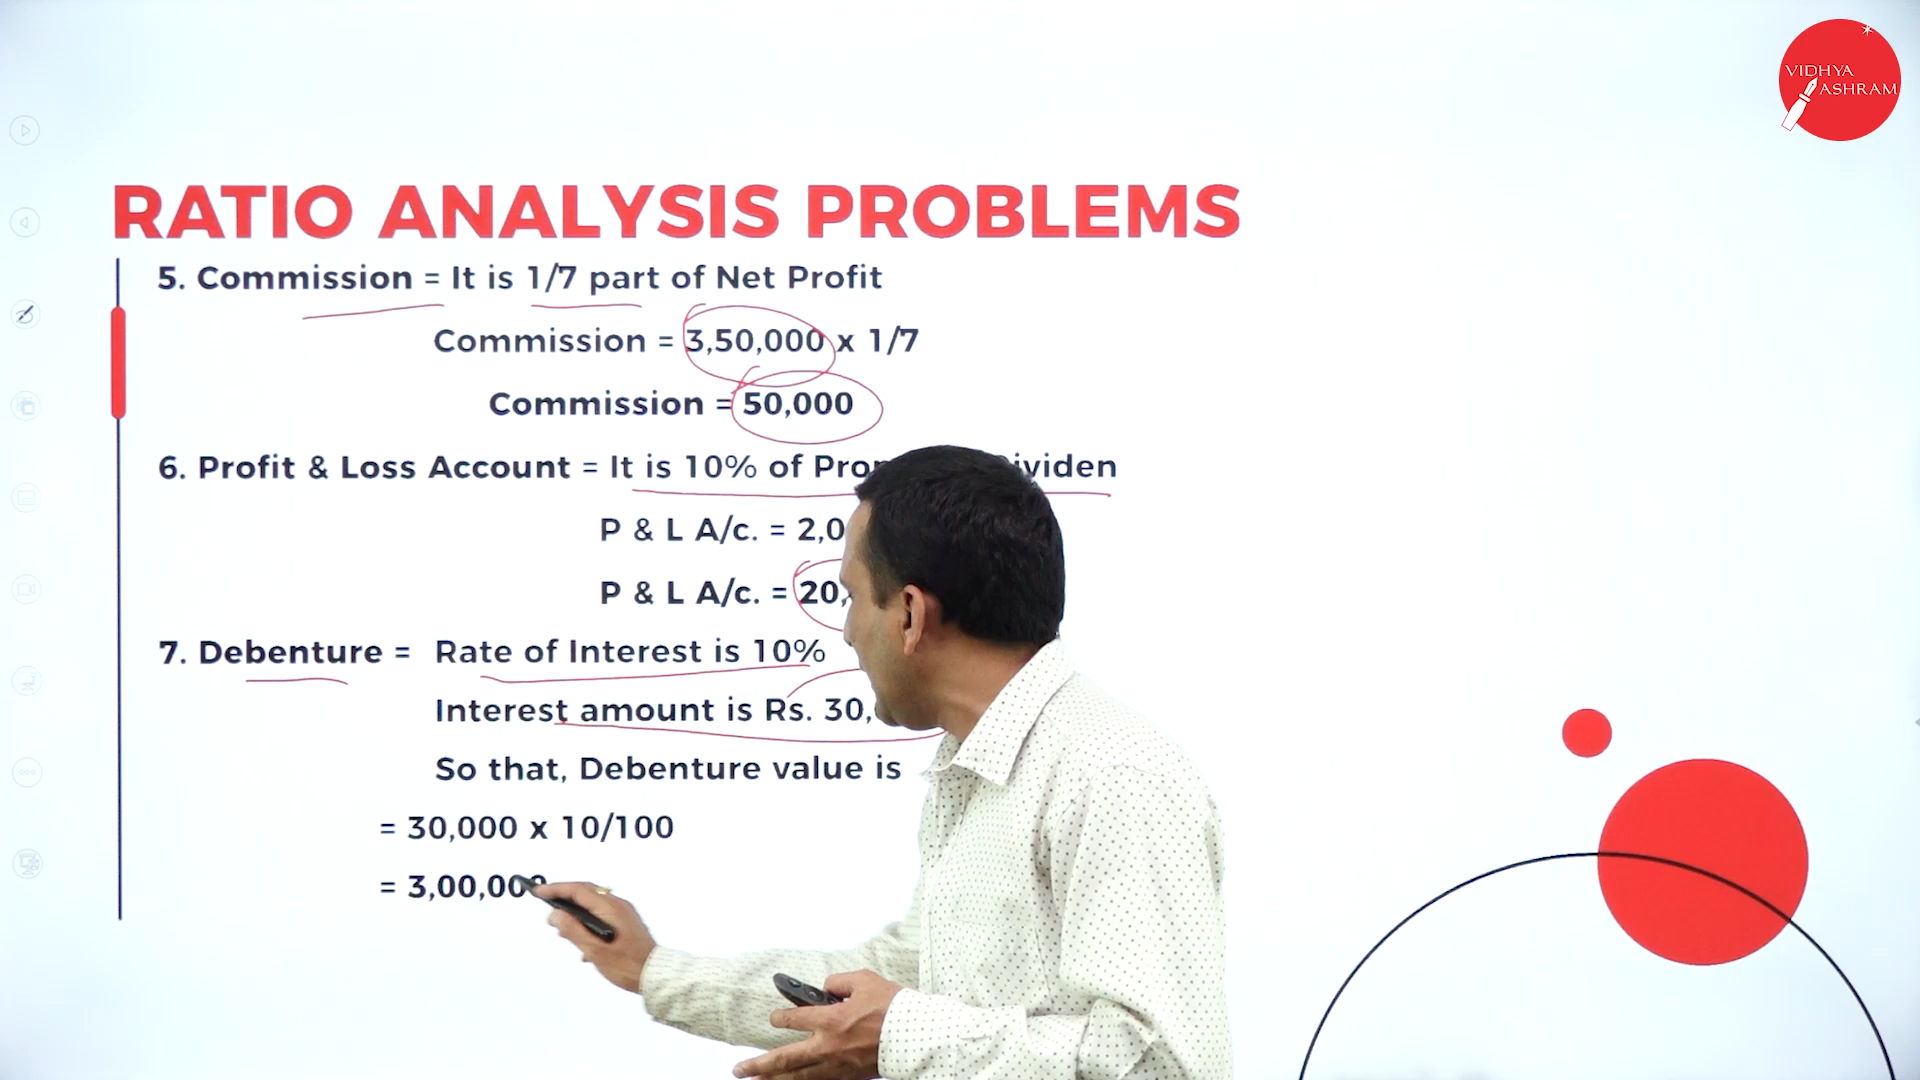 VIDHYA
ASHRAM
RATIO ANALYSIS PROBLEMS
5. Commission = It is 1/7 part of Net Profit
Commission = 3,50,000 x 1/7
Commission = 50,000
6. Profit & Loss Account = It is 10% of
P & L A/c. = 2,0
P & L A/c. = 20,
7. Debenture = Rate of Interest is 10%
Interest amount is Rs. 30,
So that, Debenture value is
= 30,000 x 10/100
= 3,00,000